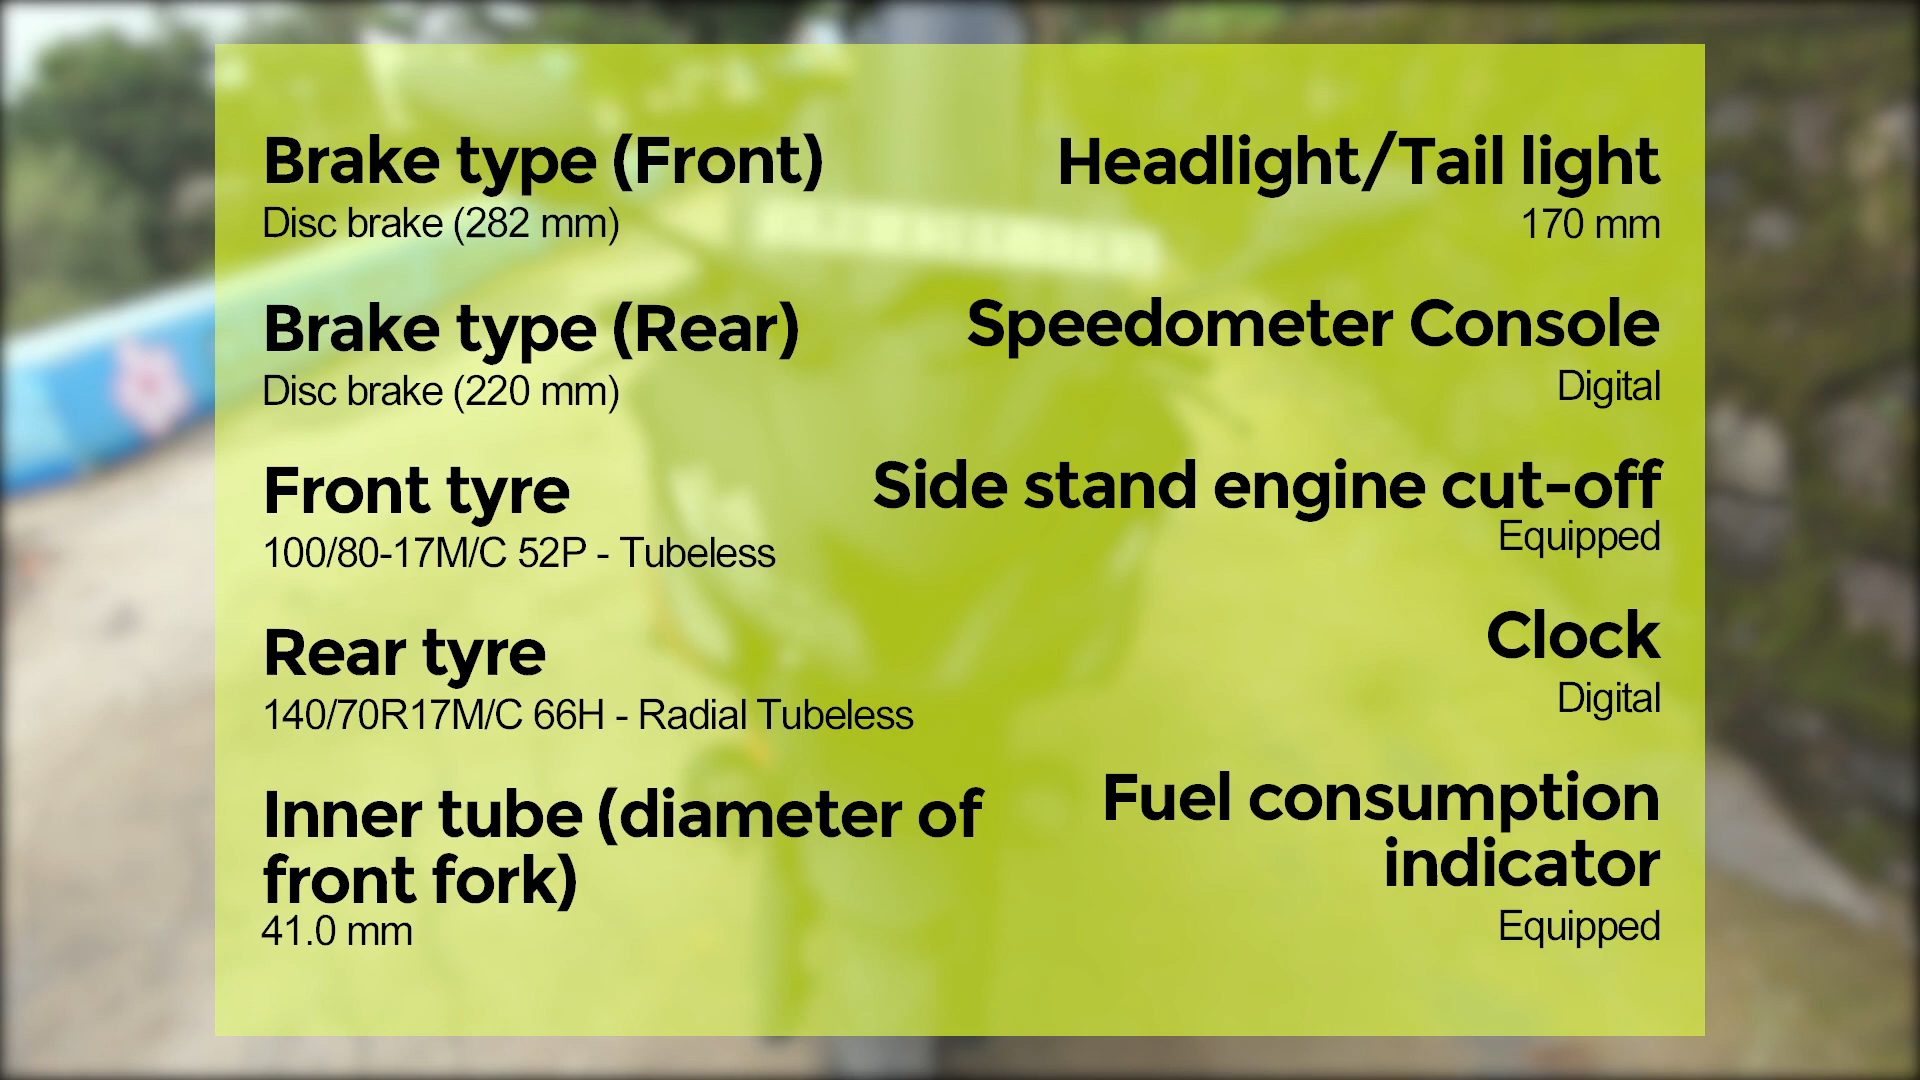 Brake type (Front)
Disc brake (282 mm)
Brake type (Rear)
Disc brake (220 mm)
Front tyre
100/80-17M/C 52P - Tubeless
Rear tyre
140/70R17M/C 66H - Radial Tubeless
Inner tube (diameter of
front fork)
41.0 mm
Headlight/Tail light
170 mm
Speedometer Console
Digital
Side stand engine cut-off
Equipped
Clock
Digital
Fuel consumption
indicator
Equipped